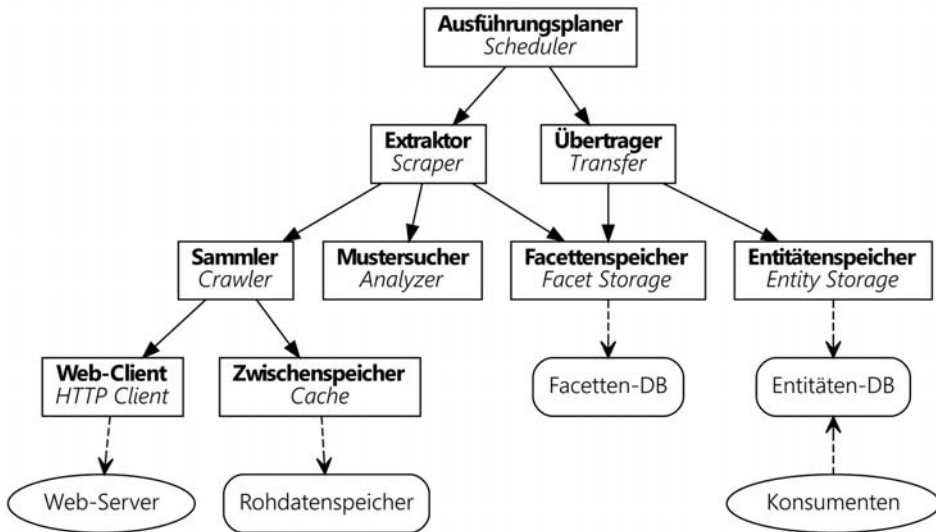 Ausführungsplaner
Scheduler
Extraktor
Scraper
Übertrager
Transfer
Sammler
Crawler
Mustersucher
Analyzer
Facettenspeicher
Facet Storage
Entitätenspeicher
Entity Storage
Web-Client
HTTP Client
Zwischenspeicher
Cache
Facetten-DB
Entitäten-DB
Web-Server
Rohdatenspeicher
Konsumenten